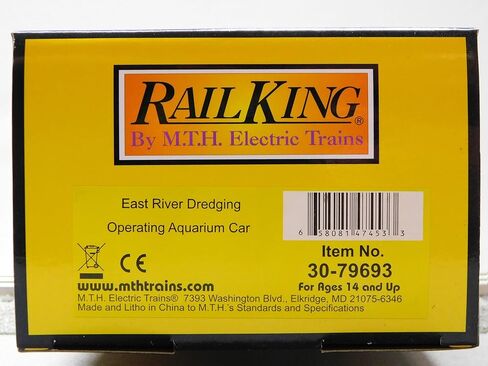 RAILKING®
By M.T.H. Electric Trains
East River Dredging
Operating Aquarium Car
6 58081 47453 3
Item No.
30-79693
For Ages 14 and Up
CE
www.mthtrains.com
M.T.H. Electric Trains® 7393 Washington Blvd., Elkridge, MD 21075-6346
Made and Litho in China to M.T.H.'s Standards and Specifications